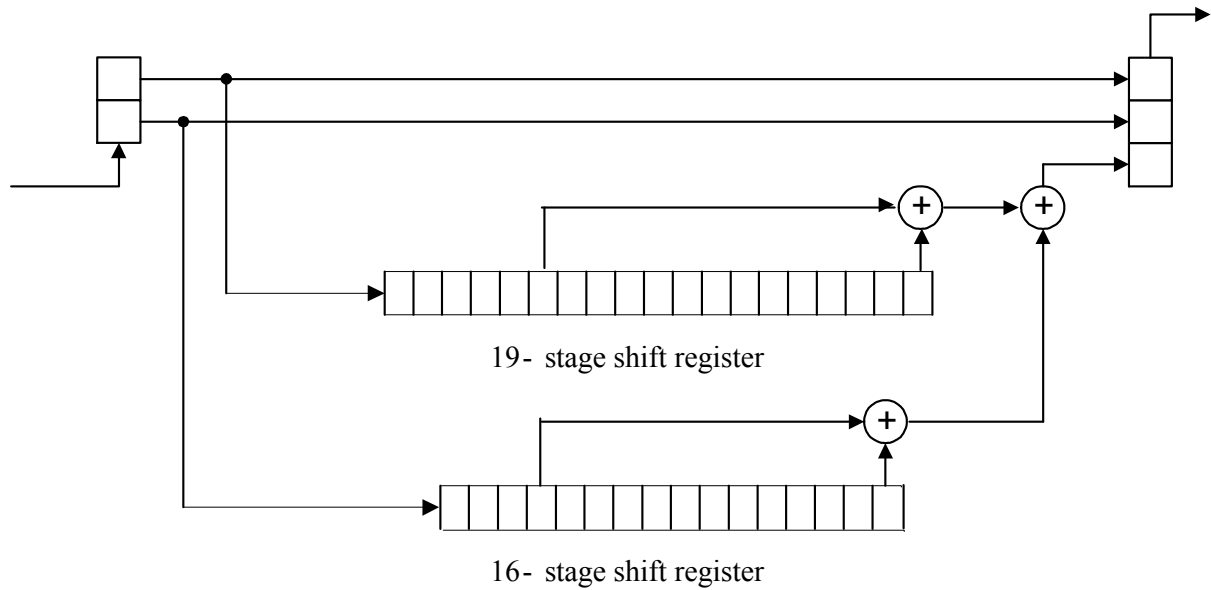 + +
19- stage shift register
+
16- stage shift register